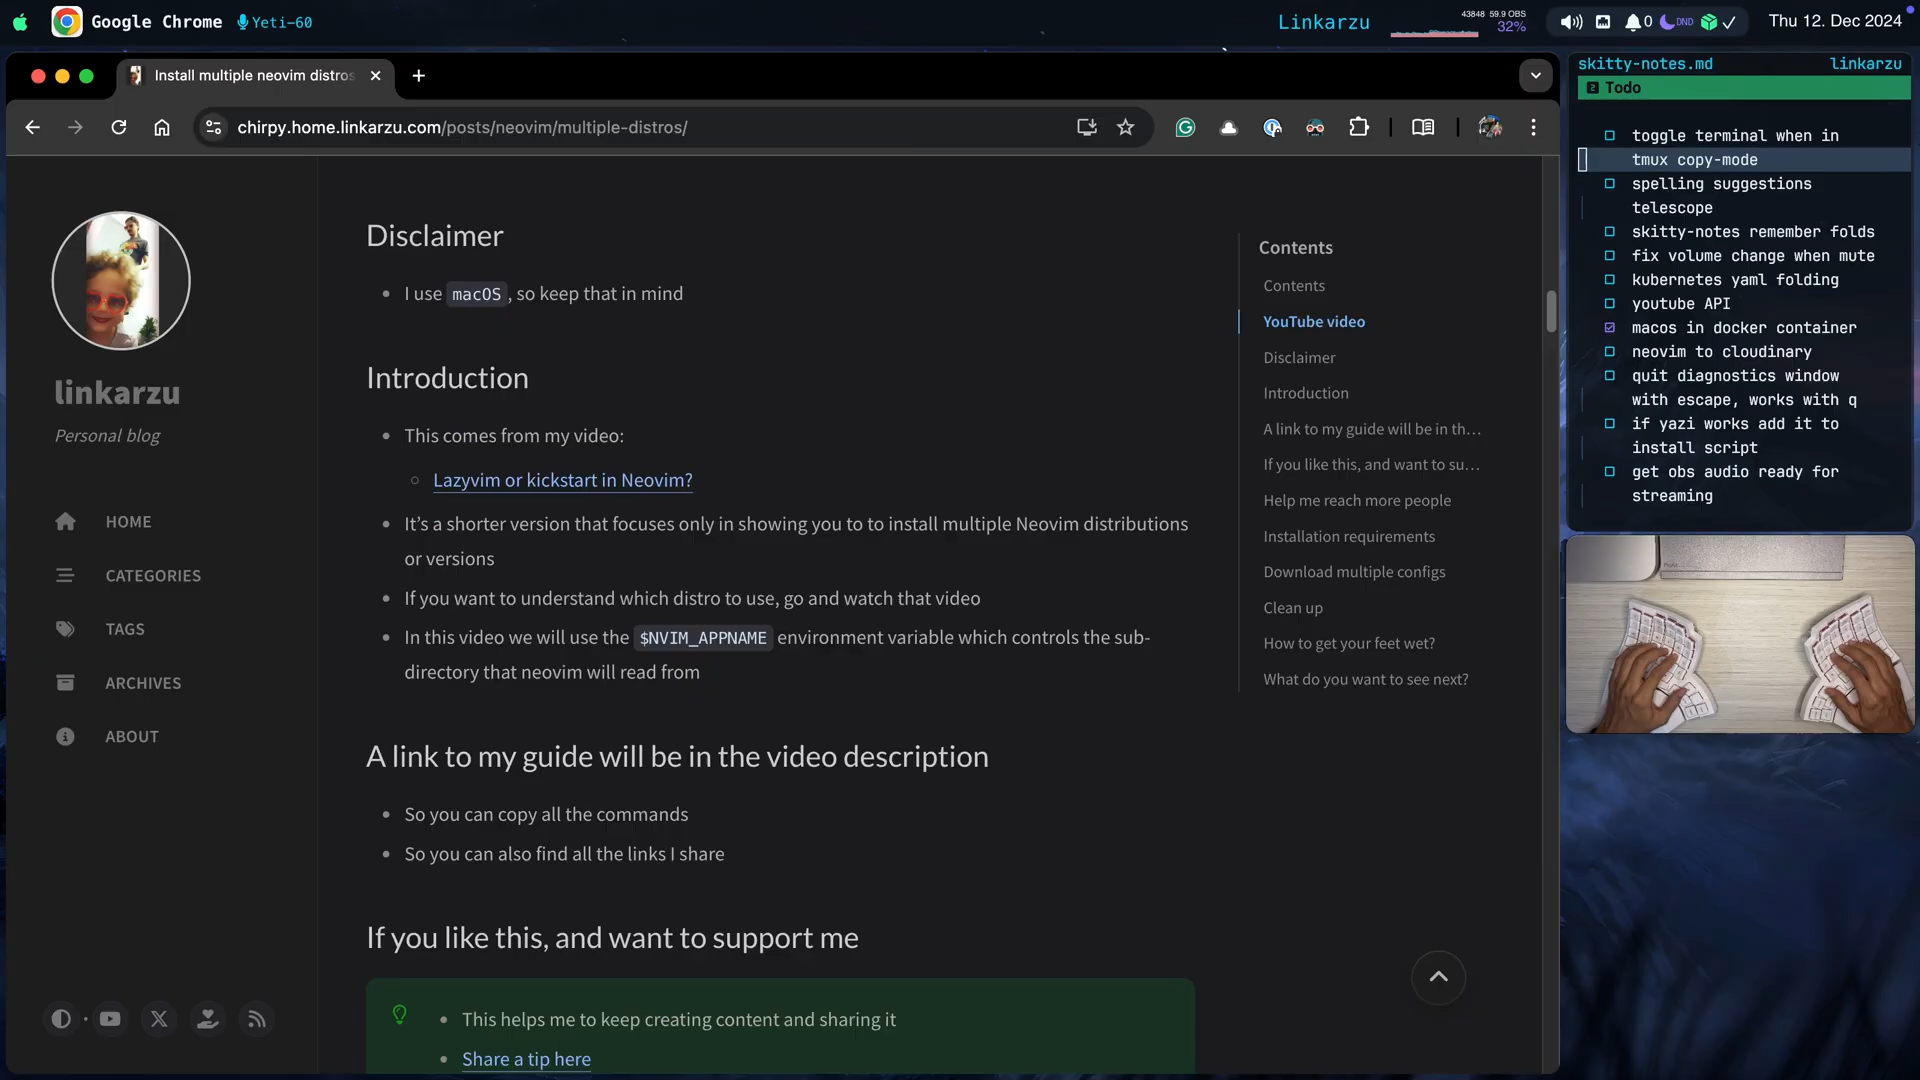 Google Chrome
Yeti-60
Linkarzu
43848 59.9 OBS
32%
0
DND
Thu 12. Dec 2024
Install multiple neovim distros
chirpy.home.linkarzu.com/posts/neovim/multiple-distros/
linkarzu
Personal blog
HOME
CATEGORIES
TAGS
ARCHIVES
ABOUT
Disclaimer
I use macOS, so keep that in mind
Introduction
This comes from my video:
Lazyvim or kickstart in Neovim?
It's a shorter version that focuses only in showing you to to install multiple Neovim distributions
or versions
If you want to understand which distro to use, go and watch that video
In this video we will use the $NVIM_APPNAME environment variable which controls the sub-
directory that neovim will read from
A link to my guide will be in the video description
So you can copy all the commands
So you can also find all the links I share
If you like this, and want to support me
This helps me to keep creating content and sharing it
Share a tip here
Contents
Contents
YouTube video
Disclaimer
Introduction
A link to my guide will be in th...
If you like this, and want to su...
Help me reach more people
Installation requirements
Download multiple configs
Clean up
How to get your feet wet?
What do you want to see next?
skitty-notes.md linkarzu
2 Todo
toggle terminal when in
tmux copy-mode
spelling suggestions
telescope
skitty-notes remember folds
fix volume change when mute
kubernetes yaml folding
youtube API
macos in docker container
neovim to cloudinary
quit diagnostics window
with escape, works with q
if yazi works add it to
install script
get obs audio ready for
streaming